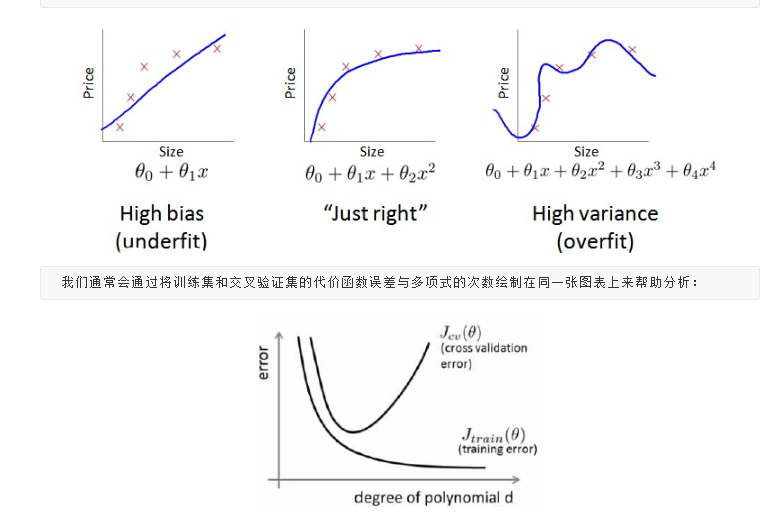 Price
Price
Price
Size
Size
Size
θ₀ + θ₁x
θ₀ + θ₁x + θ₂x²
θ₀ + θ₁x + θ₂x² + θ₃x³ + θ₄x⁴
High bias
(underfit)
“Just right”
High variance
(overfit)
我们通常会通过将训练集和交叉验证集的代价函数误差与多项式的次数绘制在同一张图表上来帮助分析：
error
J_cv(θ)
(cross validation
error)
J_train(θ)
(training error)
degree of polynomial d